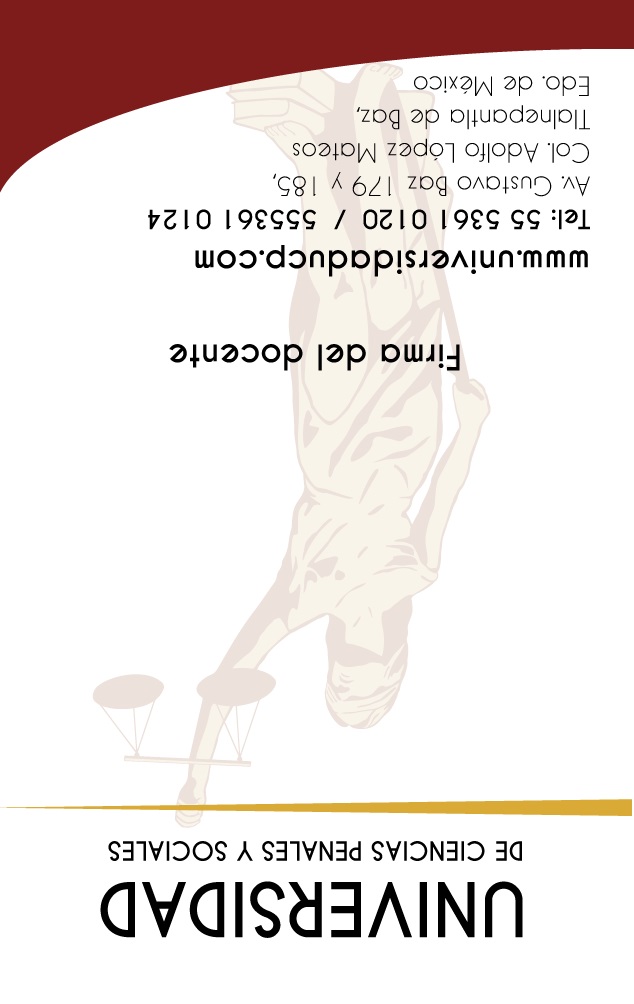 UNIVERSIDAD
DE CIENCIAS PENALES Y SOCIALES
Firma del docente
www.universidaducp.com
Tel: 55 5361 0120 / 555361 0124
Av. Gustavo Baz 179 y 185,
Col. Adolfo López Mateos
Tlalnepantla de Baz,
Edo. de México